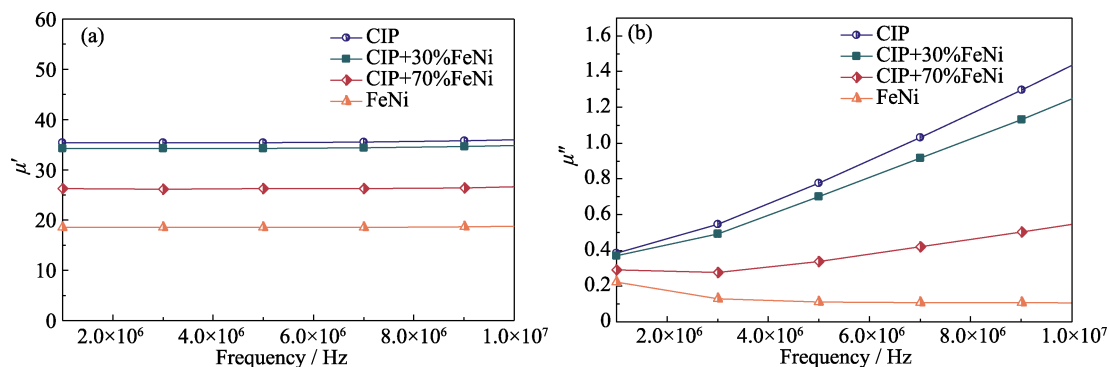 (a)
CIP
CIP+30%FeNi
CIP+70%FeNi
FeNi
60
50
40
30
20
10
0
μ′
2.0×10⁶
4.0×10⁶
6.0×10⁶
8.0×10⁶
1.0×10⁷
Frequency / Hz
(b)
CIP
CIP+30%FeNi
CIP+70%FeNi
FeNi
1.6
1.4
1.2
1.0
0.8
0.6
0.4
0.2
0
μ″
2.0×10⁶
4.0×10⁶
6.0×10⁶
8.0×10⁶
1.0×10⁷
Frequency / Hz